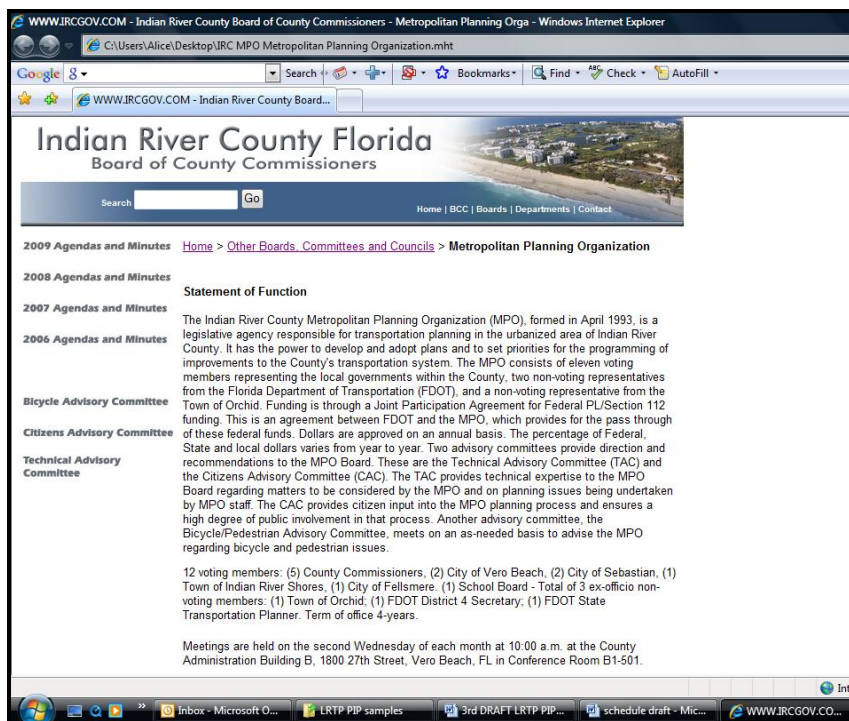 WWW.IRCGOV.COM - Indian River County Board of County Commissioners - Metropolitan Planning Orga - Windows Internet Explorer
C:\Users\Alice\Desktop\IRC MPO Metropolitan Planning Organization.mht
Google Search Bookmarks Find Check AutoFill
WWW.IRCGOV.COM - Indian River County Board...
Indian River County Florida
Board of County Commissioners
Search Go
Home | BCC | Boards | Departments | Contact
2009 Agendas and Minutes
2008 Agendas and Minutes
2007 Agendas and Minutes
2006 Agendas and Minutes
Bicycle Advisory Committee
Citizens Advisory Committee
Technical Advisory
Committee
Home > Other Boards, Committees and Councils > Metropolitan Planning Organization
Statement of Function
The Indian River County Metropolitan Planning Organization (MPO), formed in April 1993, is a
legislative agency responsible for transportation planning in the urbanized area of Indian River
County. It has the power to develop and adopt plans and to set priorities for the programming of
improvements to the County's transportation system. The MPO consists of eleven voting
members representing the local governments within the County, two non-voting representatives
from the Florida Department of Transportation (FDOT), and a non-voting representative from the
Town of Orchid. Funding is through a Joint Participation Agreement for Federal PL/Section 112
funding. This is an agreement between FDOT and the MPO, which provides for the pass through
of these federal funds. Dollars are approved on an annual basis. The percentage of Federal,
State and local dollars varies from year to year. Two advisory committees provide direction and
recommendations to the MPO Board. These are the Technical Advisory Committee (TAC) and
the Citizens Advisory Committee (CAC). The TAC provides technical expertise to the MPO
Board regarding matters to be considered by the MPO and on planning issues being undertaken
by MPO staff. The CAC provides citizen input into the MPO planning process and ensures a
high degree of public involvement in that process. Another advisory committee, the
Bicycle/Pedestrian Advisory Committee, meets on an as-needed basis to advise the MPO
regarding bicycle and pedestrian issues.
12 voting members: (5) County Commissioners, (2) City of Vero Beach, (2) City of Sebastian, (1)
Town of Indian River Shores, (1) City of Fellsmere. (1) School Board - Total of 3 ex-officio non-
voting members: (1) Town of Orchid; (1) FDOT District 4 Secretary; (1) FDOT State
Transportation Planner. Term of office 4-years.
Meetings are held on the second Wednesday of each month at 10:00 a.m. at the County
Administration Building B, 1800 27th Street, Vero Beach, FL in Conference Room B1-501.
Int
Inbox - Microsoft O... LRTP PIP samples 3rd DRAFT LRTP PIP... schedule draft - Mic... WWW.IRCGOV.CO...